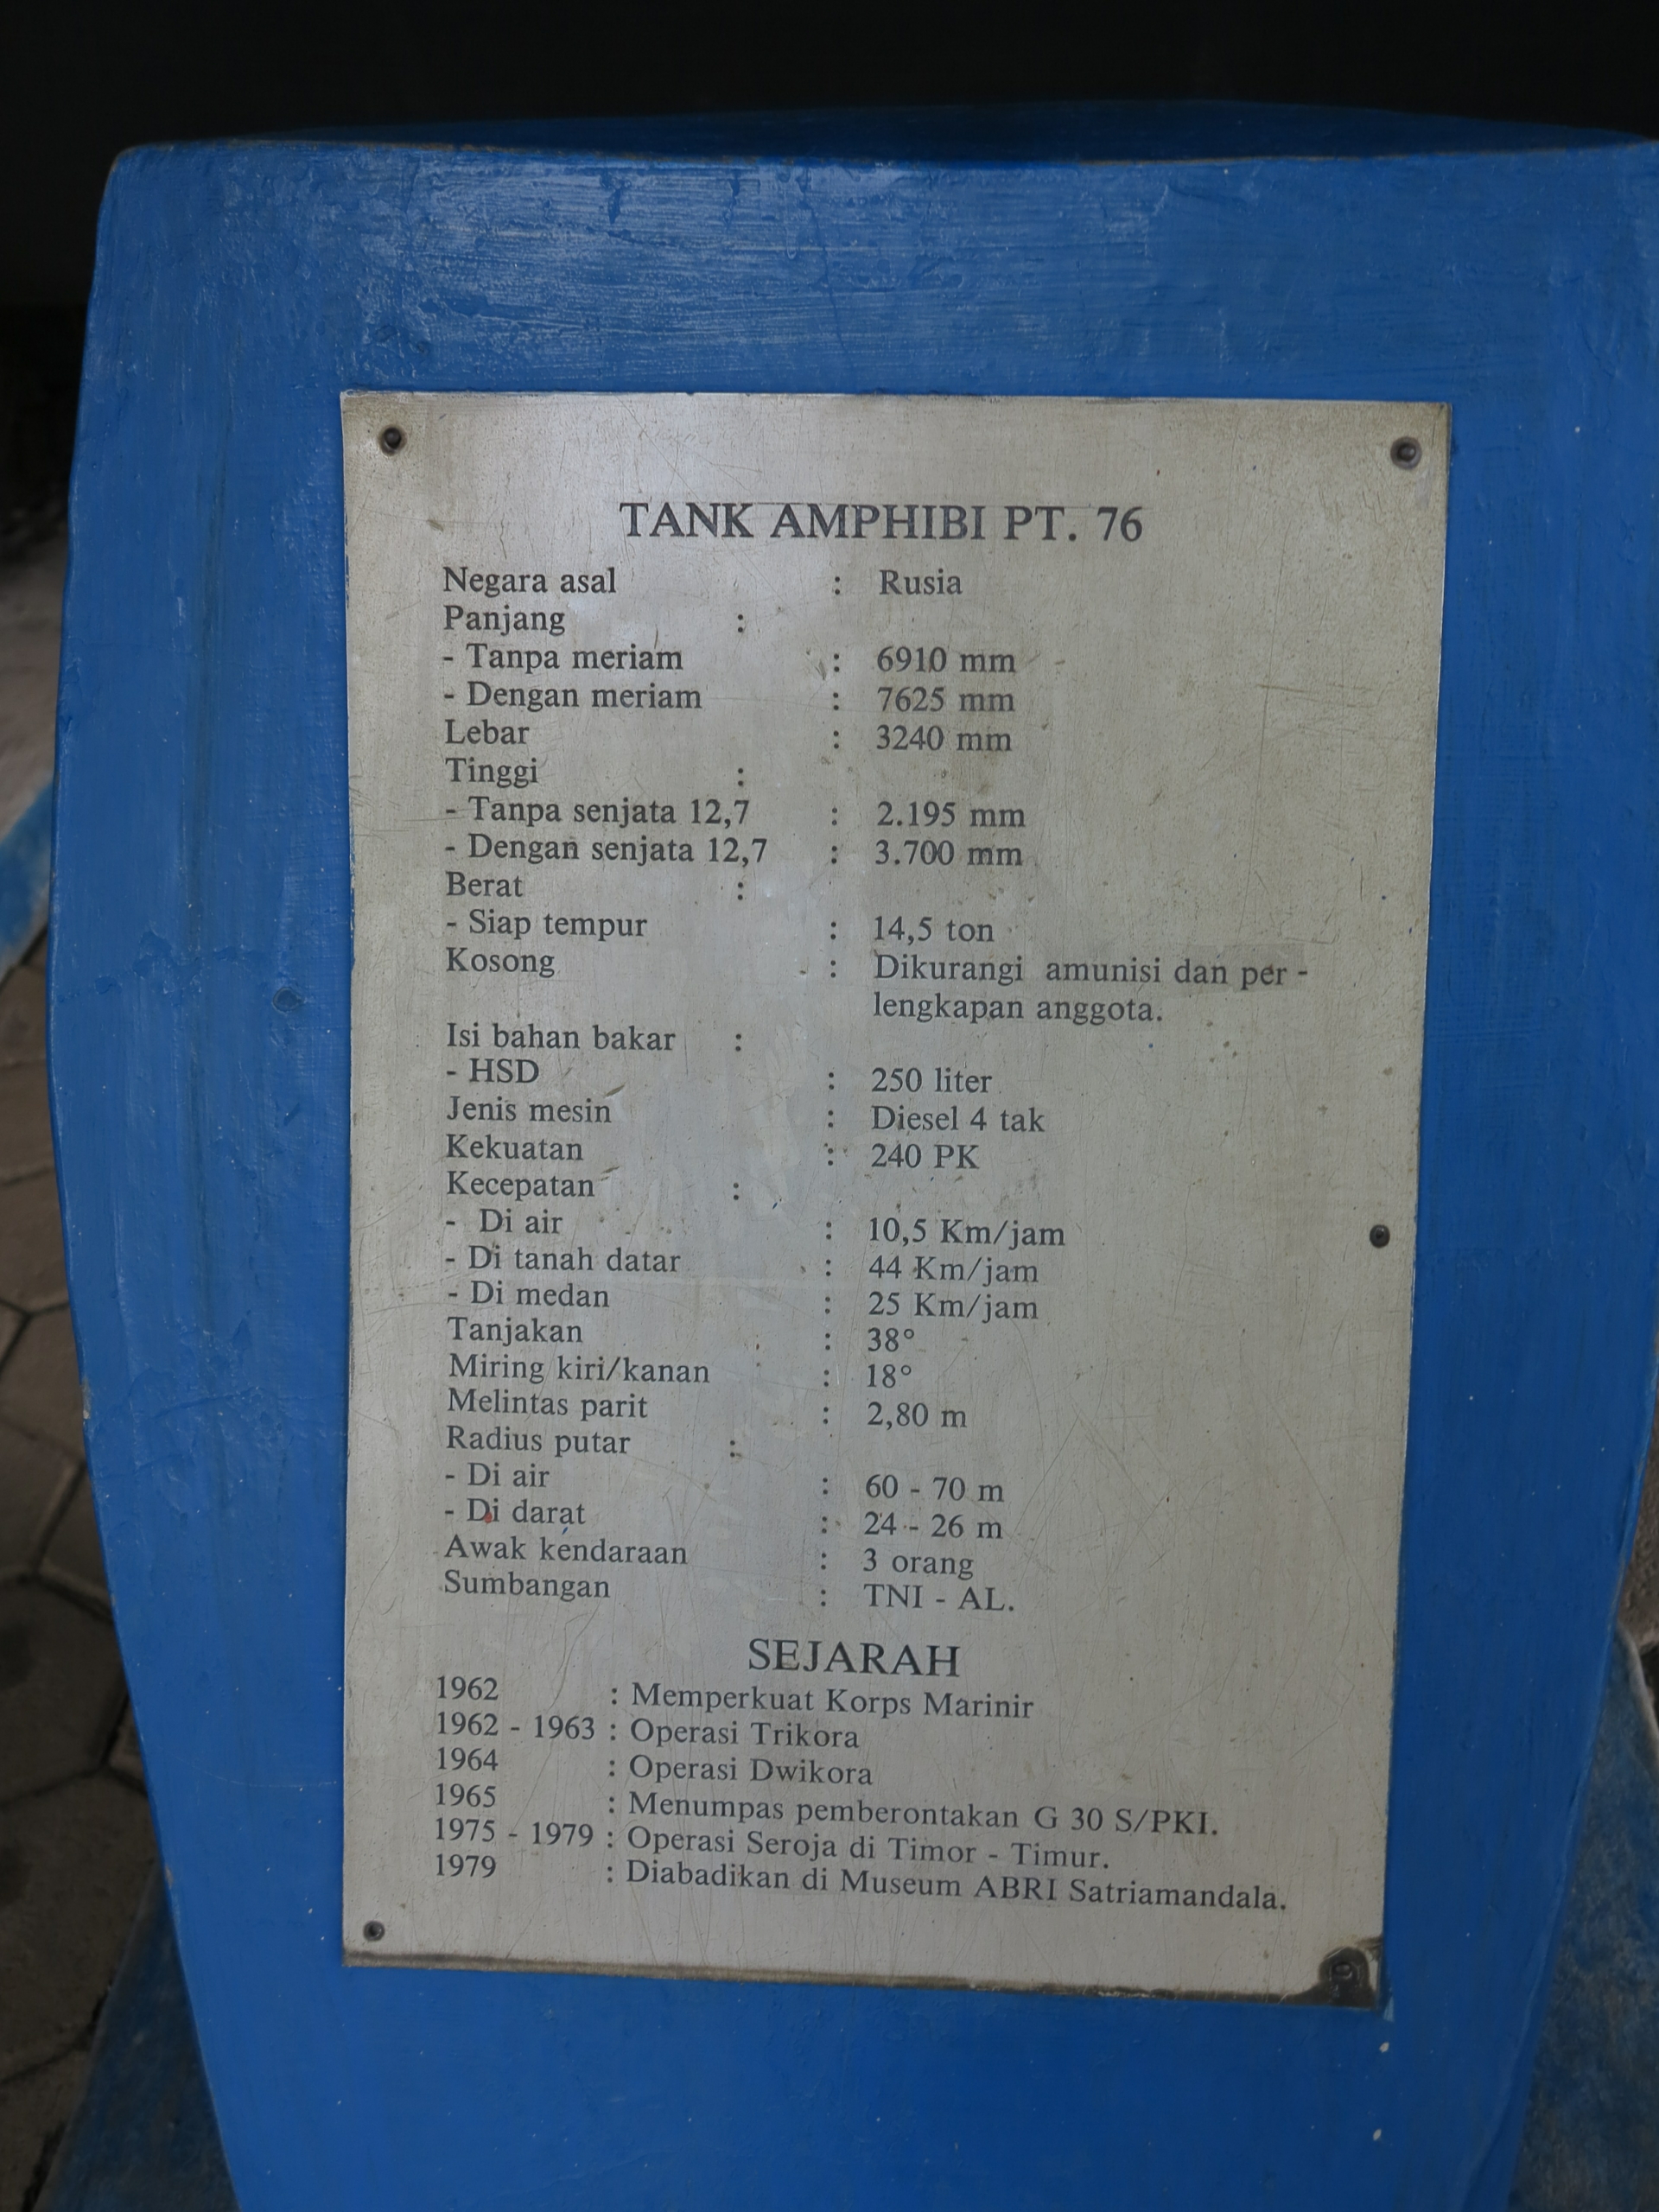 TANK AMPHIBI PT. 76
Negara asal : Rusia
Panjang :
- Tanpa meriam : 6910 mm
- Dengan meriam : 7625 mm
Lebar : 3240 mm
Tinggi :
- Tanpa senjata 12,7 : 2.195 mm
- Dengan senjata 12,7 : 3.700 mm
Berat :
- Siap tempur : 14,5 ton
Kosong : Dikurangi amunisi dan per -
lengkapan anggota.
Isi bahan bakar :
- HSD : 250 liter
Jenis mesin : Diesel 4 tak
Kekuatan : 240 PK
Kecepatan :
- Di air : 10,5 Km/jam
- Di tanah datar : 44 Km/jam
- Di medan : 25 Km/jam
Tanjakan : 38°
Miring kiri/kanan : 18°
Melintas parit : 2,80 m
Radius putar :
- Di air : 60 - 70 m
- Di darat : 24 - 26 m
Awak kendaraan : 3 orang
Sumbangan : TNI - AL.
SEJARAH
1962 : Memperkuat Korps Marinir
1962 - 1963 : Operasi Trikora
1964 : Operasi Dwikora
1965 : Menumpas pemberontakan G 30 S/PKI.
1975 - 1979 : Operasi Seroja di Timor - Timur.
1979 : Diabadikan di Museum ABRI Satriamandala.